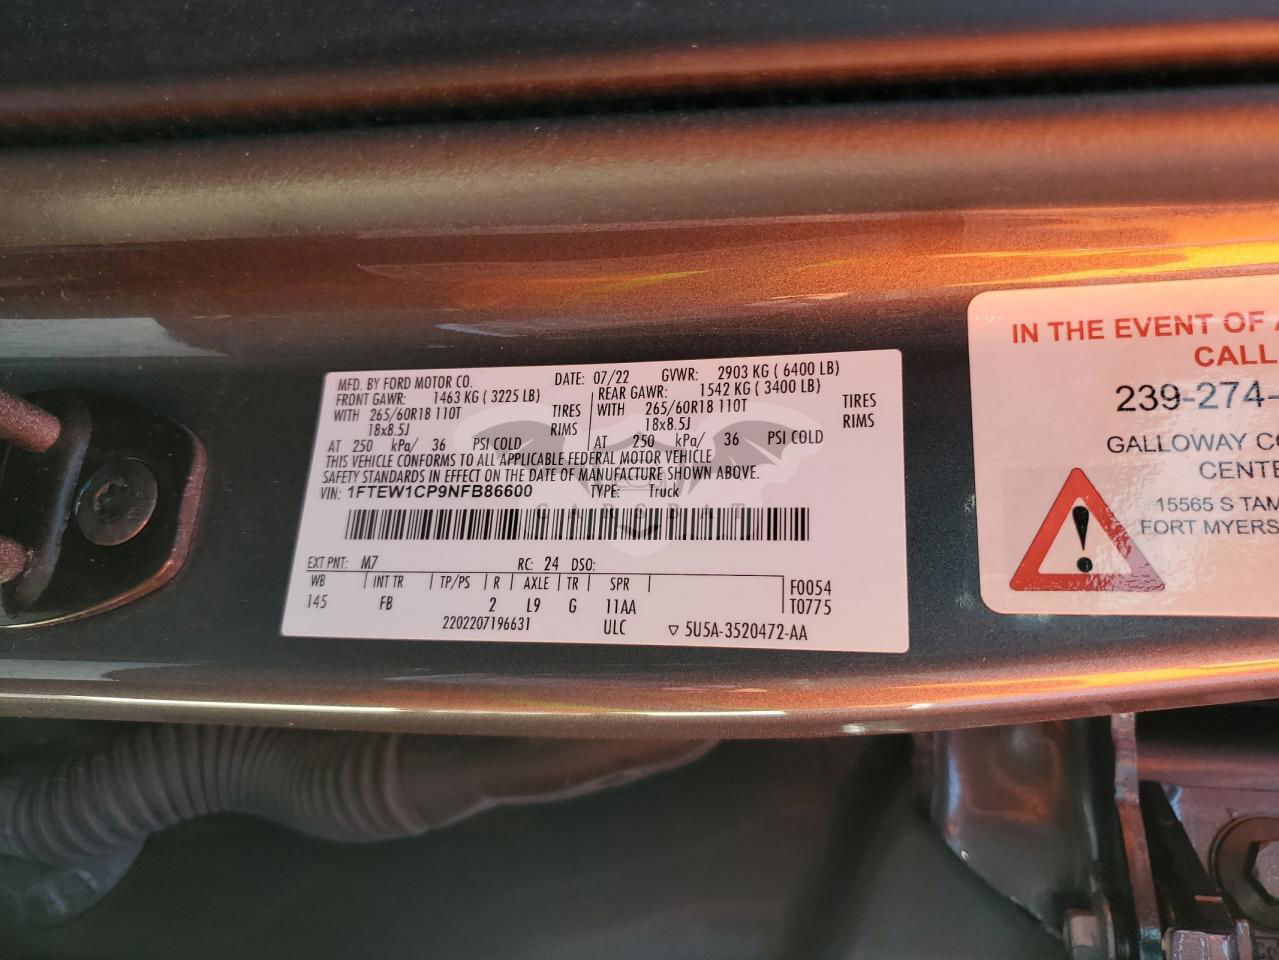 MFD. BY FORD MOTOR CO. DATE: 07/22 GVWR: 2903 KG ( 6400 LB)
FRONT GAWR: 1463 KG ( 3225 LB) REAR GAWR: 1542 KG ( 3400 LB)
WITH 265/60R18 110T TIRES WITH 265/60R18 110T TIRES
18x8.5J RIMS 18x8.5J RIMS
AT 250 kPa/ 36 PSI COLD AT 250 kPa/ 36 PSI COLD
THIS VEHICLE CONFORMS TO ALL APPLICABLE FEDERAL MOTOR VEHICLE
SAFETY STANDARDS IN EFFECT ON THE DATE OF MANUFACTURE SHOWN ABOVE.
VIN: 1FTEW1CP9NFB86600 TYPE: Truck
CARSBAT
EXT PNT: M7 RC: 24 DSO:
WB INT TR TP/PS R AXLE TR SPR F0054
145 FB 2 L9 G 11AA T0775
2202207196631 ULC ▽ 5U5A-3520472-AA
IN THE EVENT OF
CALL
239-274-
GALLOWAY CO
CENTE
15565 S TAM
FORT MYERS